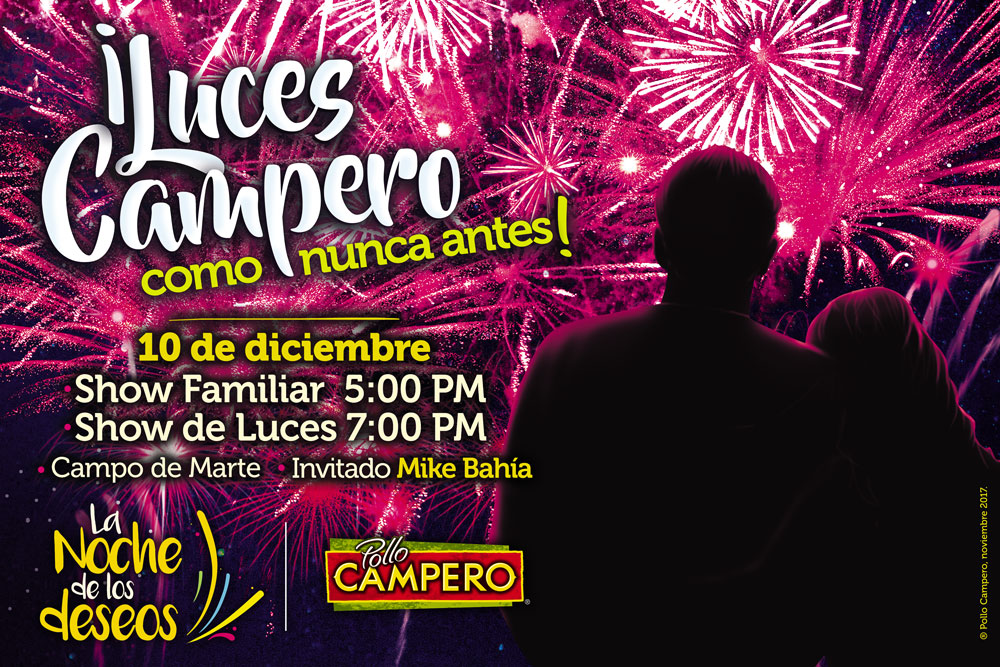 ¡Luces
Campero
como nunca antes!
10 de diciembre
• Show Familiar 5:00 PM
• Show de Luces 7:00 PM
• Campo de Marte • Invitado Mike Bahía
La
Noche
de los
deseos
Pollo
CAMPERO
®
® Pollo Campero, noviembre 2017.